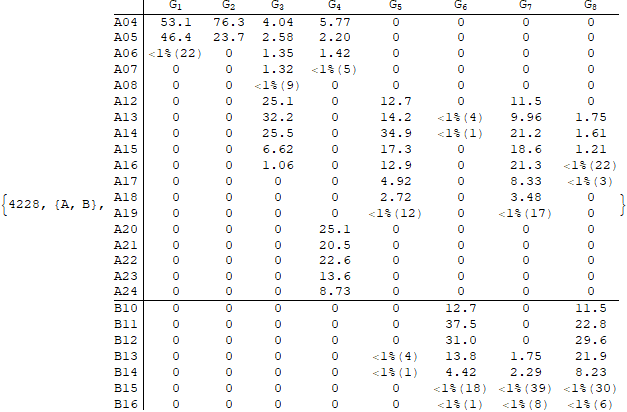 G1 G2 G3 G4 G5 G6 G7 G8
A04 53.1 76.3 4.04 5.77 0 0 0 0
A05 46.4 23.7 2.58 2.20 0 0 0 0
A06 <1%(22) 0 1.35 1.42 0 0 0 0
A07 0 0 1.32 <1%(5) 0 0 0 0
A08 0 0 <1%(9) 0 0 0 0 0
A12 0 0 25.1 0 12.7 0 11.5 0
A13 0 0 32.2 0 14.2 <1%(4) 9.96 1.75
A14 0 0 25.5 0 34.9 <1%(1) 21.2 1.61
A15 0 0 6.62 0 17.3 0 18.6 1.21
A16 0 0 1.06 0 12.9 0 21.3 <1%(22)
A17 0 0 0 0 4.92 0 8.33 <1%(3)
A18 0 0 0 0 2.72 0 3.48 0
{4228, {A, B}, }
A19 0 0 0 0 <1%(12) 0 <1%(17) 0
A20 0 0 0 25.1 0 0 0 0
A21 0 0 0 20.5 0 0 0 0
A22 0 0 0 22.6 0 0 0 0
A23 0 0 0 13.6 0 0 0 0
A24 0 0 0 8.73 0 0 0 0
B10 0 0 0 0 0 12.7 0 11.5
B11 0 0 0 0 0 37.5 0 22.8
B12 0 0 0 0 0 31.0 0 29.6
B13 0 0 0 0 <1%(4) 13.8 1.75 21.9
B14 0 0 0 0 <1%(1) 4.42 2.29 8.23
B15 0 0 0 0 0 <1%(18) <1%(39) <1%(30)
B16 0 0 0 0 0 <1%(1) <1%(8) <1%(6)